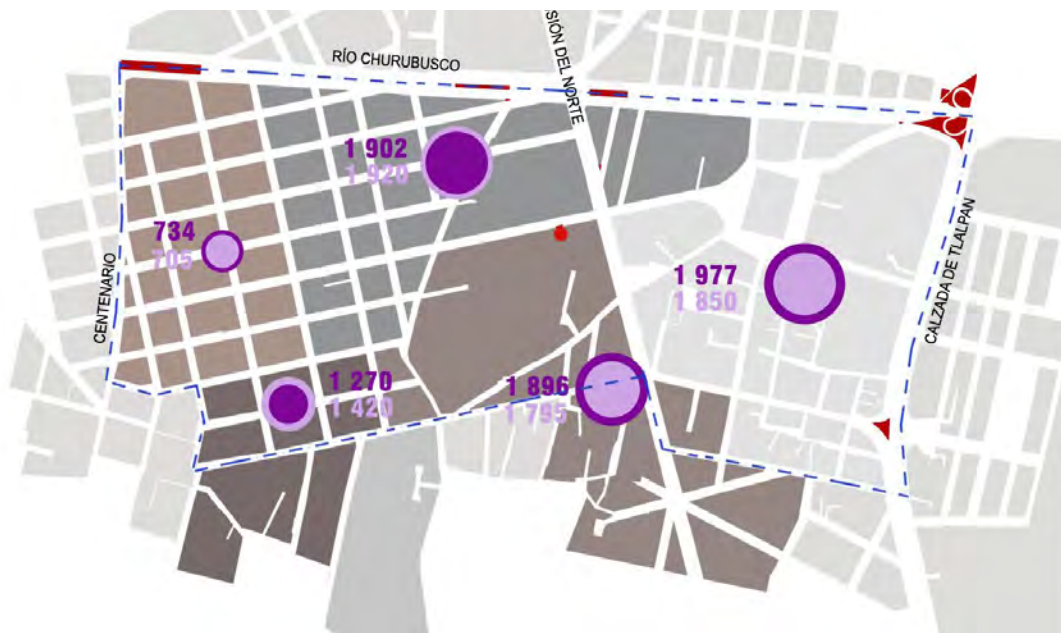 RÍO CHURUBUSCO
SIÓN DEL NORTE
1 902
1 920
734
705
CENTENARIO
1 977
1 850
CALZADA DE TLALPAN
1 270
1 420
1 896
1 795